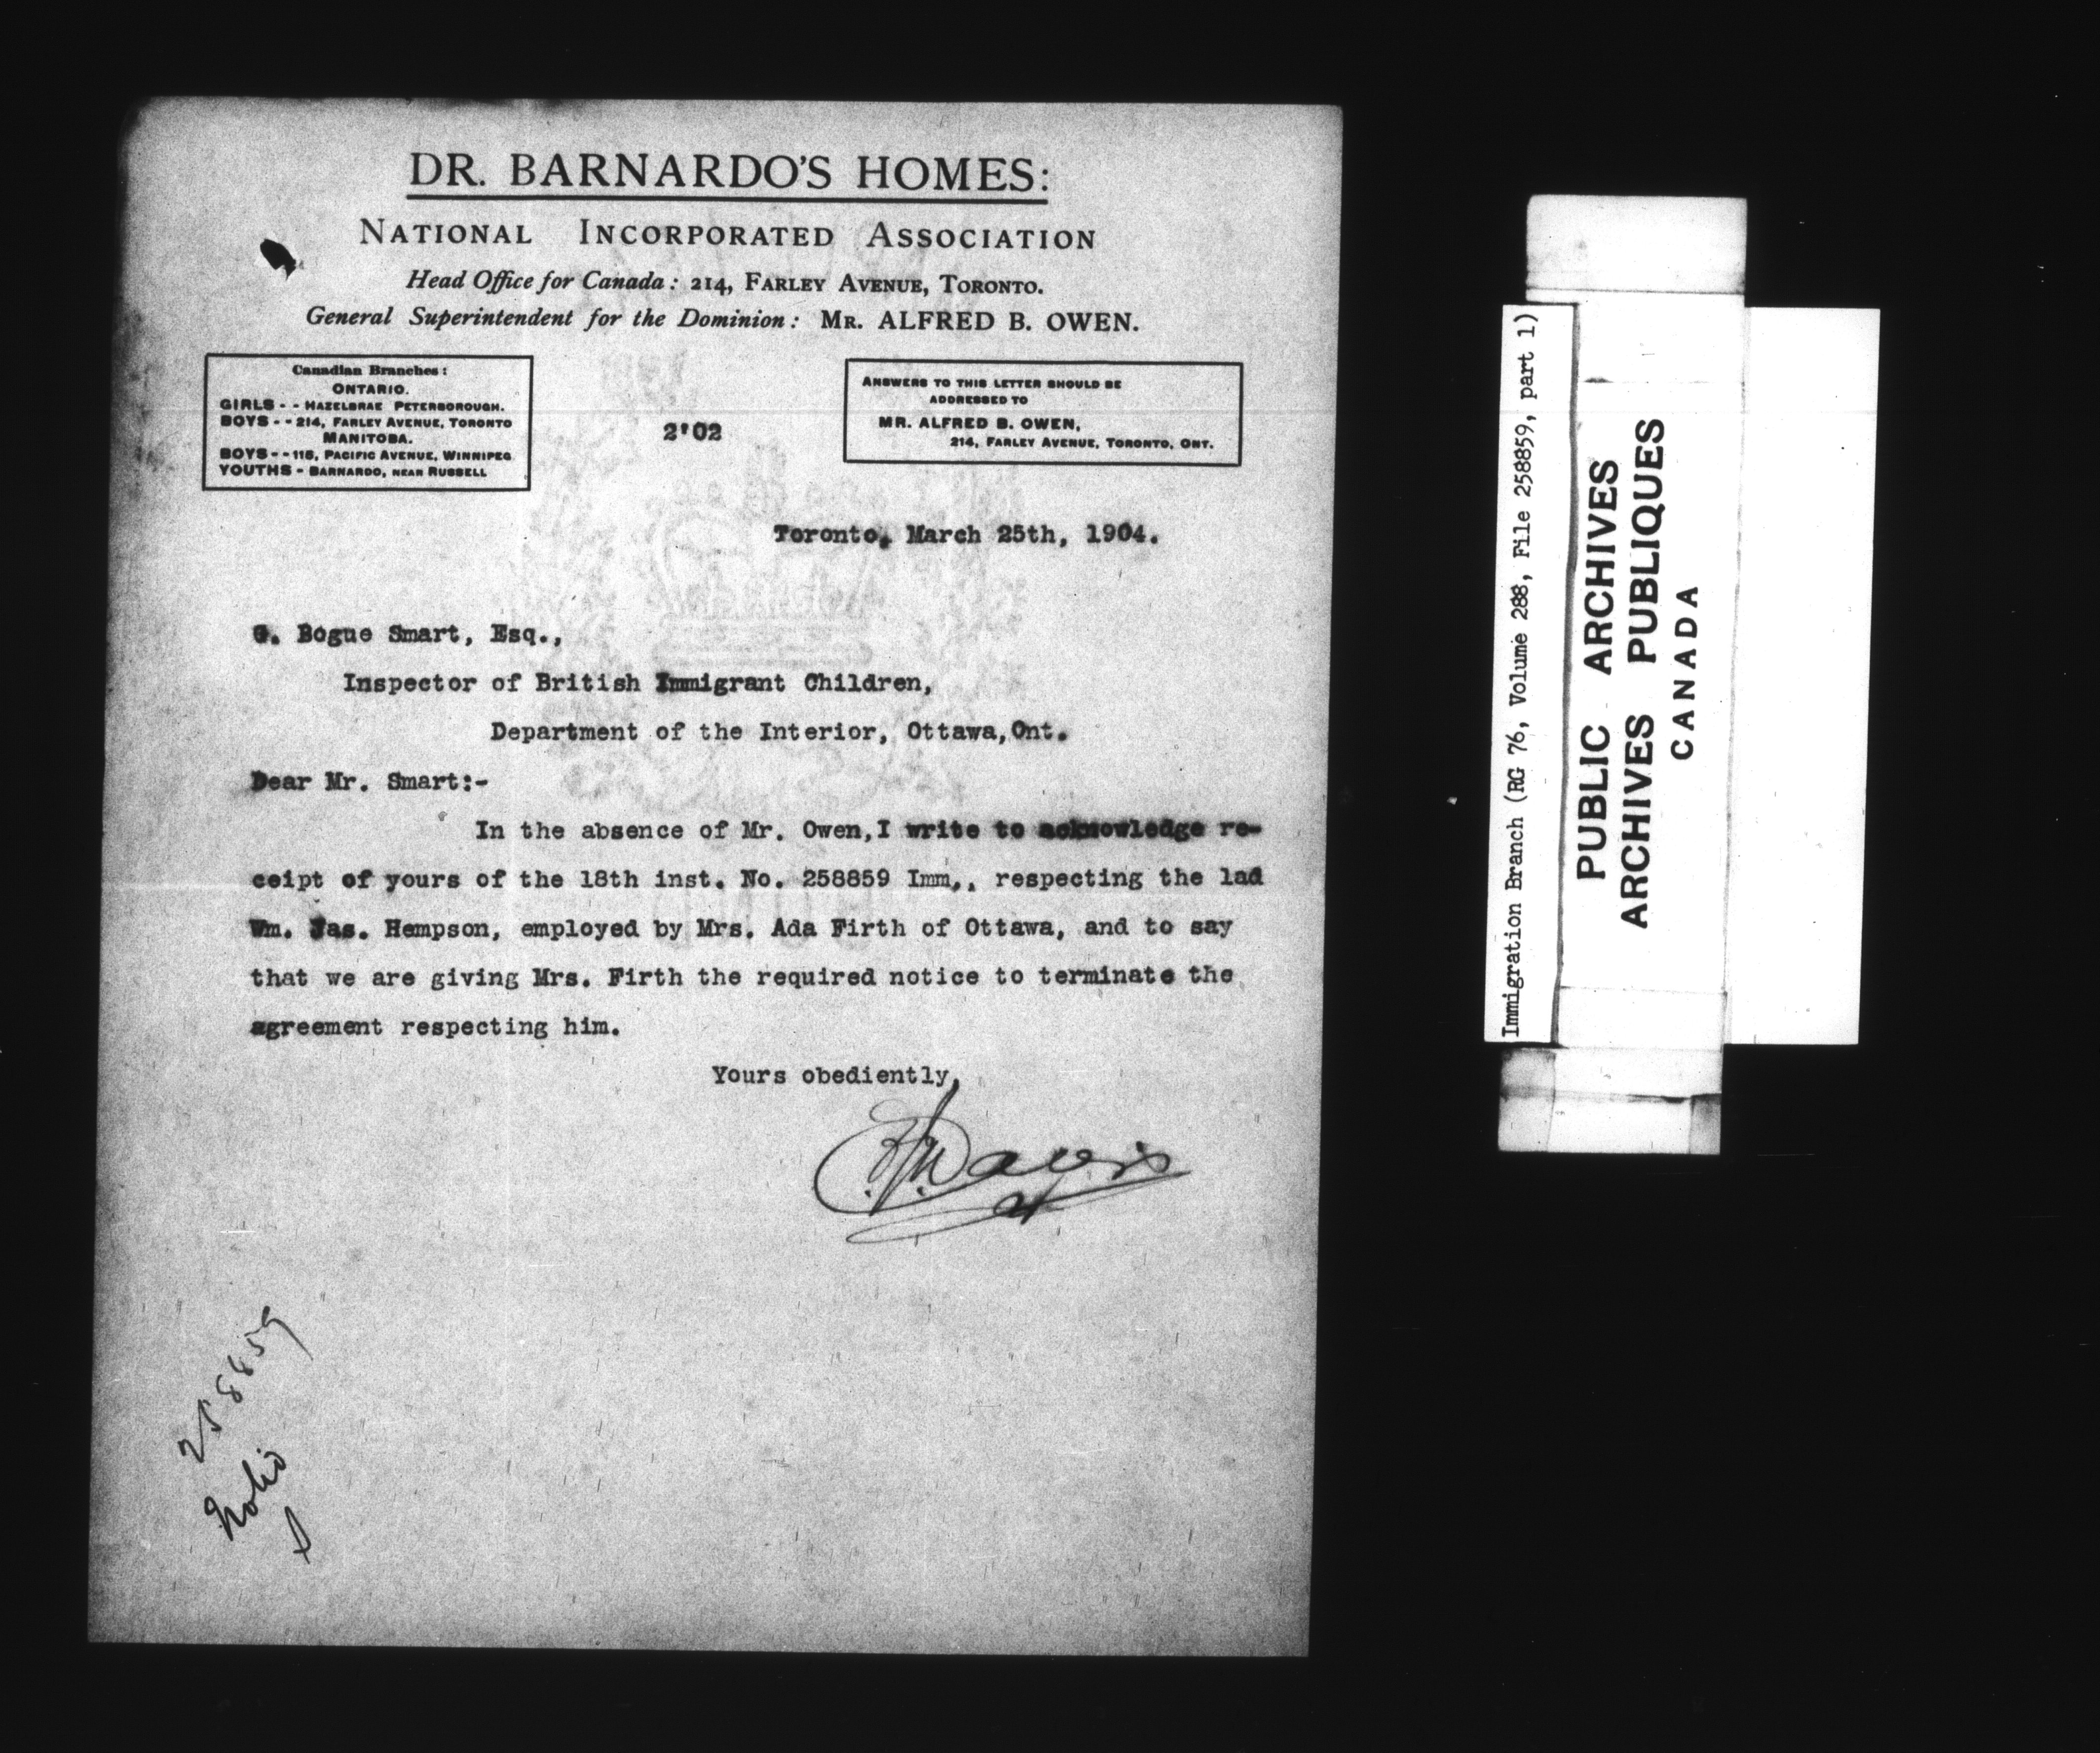 DR. BARNARDO'S HOMES:
NATIONAL INCORPORATED ASSOCIATION
Head Office for Canada: 214, FARLEY AVENUE, TORONTO.
General Superintendent for the Dominion: MR. ALFRED B. OWEN.
Canadian Branches:
ONTARIO.
GIRLS - - HAZELBRAE PETERBOROUGH.
BOYS - - 214, FARLEY AVENUE, TORONTO
MANITOBA.
BOYS - - 115, PACIFIC AVENUE, WINNIPEG
YOUTHS - BARNARDO, NEAR RUSSELL
2'02
ANSWERS TO THIS LETTER SHOULD BE
ADDRESSED TO
MR. ALFRED B. OWEN,
214, FARLEY AVENUE, TORONTO, ONT.
Toronto, March 25th, 1904.
G. Bogue Smart, Esq.,
Inspector of British Immigrant Children,
Department of the Interior, Ottawa, Ont.
Dear Mr. Smart:-
In the absence of Mr. Owen, I write to acknowledge re-
ceipt of yours of the 18th inst. No. 258859 Imm., respecting the lad
Wm. Jas. Hempson, employed by Mrs. Ada Firth of Ottawa, and to say
that we are giving Mrs. Firth the required notice to terminate the
agreement respecting him.
Yours obediently,
Davis
258859
Immigration Branch (RG 76, Volume 288, File 258859, part 1)
PUBLIC ARCHIVES
ARCHIVES PUBLIQUES
CANADA